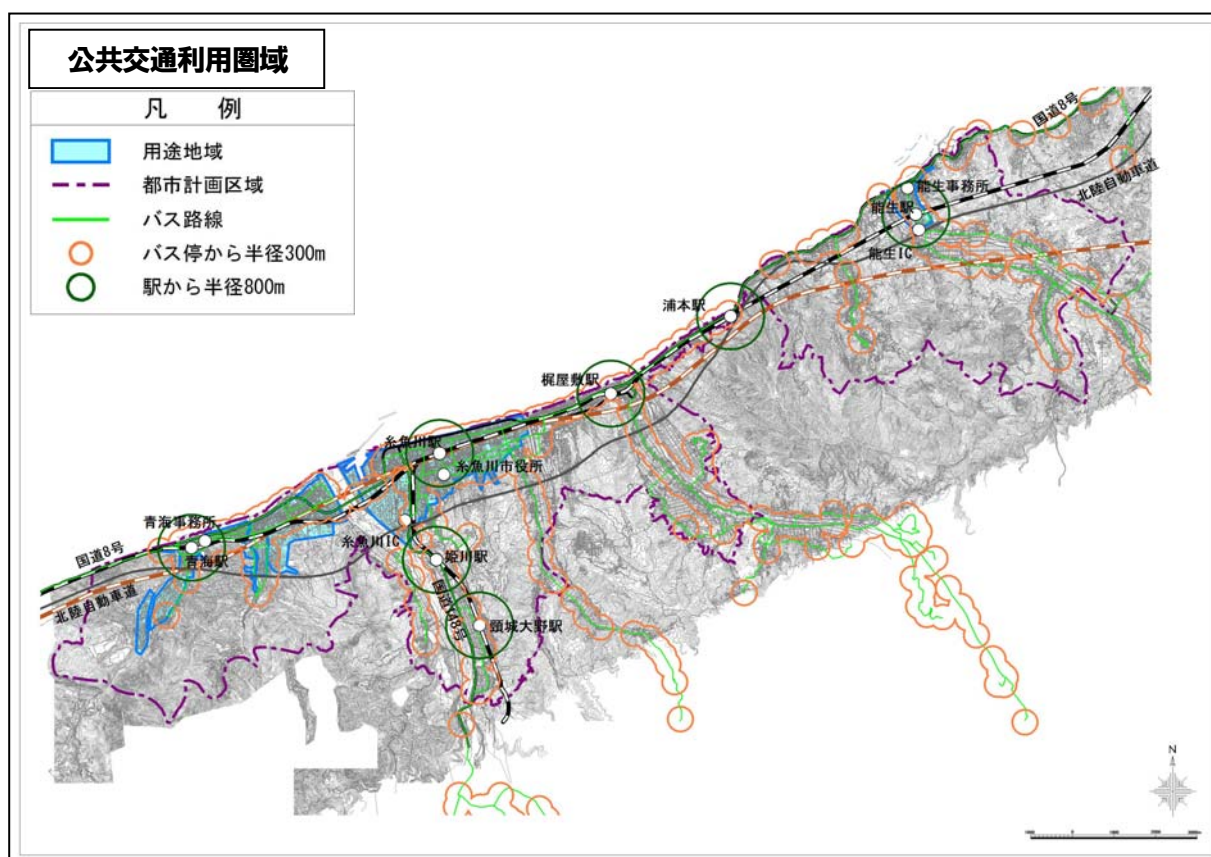 公共交通利用圏域
凡　例
用途地域
都市計画区域
バス路線
バス停から半径300m
駅から半径800m
国道8号
能生事務所
能生駅
北陸自動車道
能生IC
浦本駅
梶屋敷駅
糸魚川駅
糸魚川市役所
青海事務所
国道8号
青海駅
糸魚川IC
姫川駅
北陸自動車道
国道148号
頸城大野駅
N